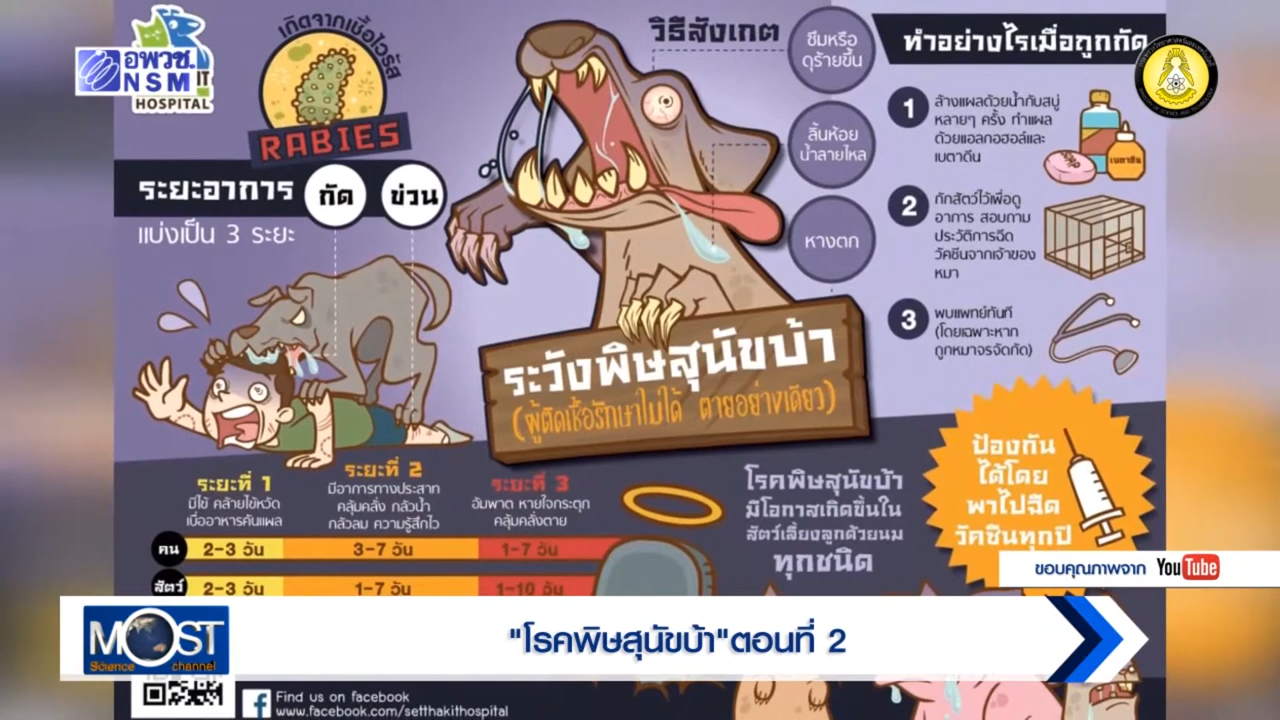 อพวช.
NSM
IT
HOSPITAL
เกิดจากเชื้อไวรัส
RABIES
ระยะอาการ กัด ข่วน
แบ่งเป็น 3 ระยะ
วิธีสังเกต
ซึมหรือ
ดุร้ายขึ้น
ลิ้นห้อย
น้ำลายไหล
หางตก
ทำอย่างไรเมื่อถูกกัด
1 ล้างแผลด้วยน้ำกับสบู่
หลายๆ ครั้ง ทำแผล
ด้วยแอลกอฮอล์และ
เบตาดีน
เบตาดีน
2 กักสัตว์ไว้เพื่อดู
อาการ สอบถาม
ประวัติการฉีด
วัคซีนจากเจ้าของ
หมา
3 พบแพทย์ทันที
(โดยเฉพาะหาก
ถูกหมาจรจัดกัด)
ระวังพิษสุนัขบ้า
(ผู้ติดเชื้อรักษาไม่ได้ ตายอย่างเดียว)
ระยะที่ 1
มีไข้ คล้ายไข้หวัด
เบื่ออาหารคันแผล
ระยะที่ 2
มีอาการทางประสาท
คลุ้มคลั่ง กลัวน้ำ
กลัวลม ความรู้สึกไว
ระยะที่ 3
อัมพาต หายใจกระตุก
คลุ้มคลั่งตาย
คน 2-3 วัน 3-7 วัน 1-7 วัน
สัตว์ 2-3 วัน 1-7 วัน 1-10 วัน
โรคพิษสุนัขบ้า
มีโอกาสเกิดขึ้นใน
สัตว์เลี้ยงลูกด้วยนม
ทุกชนิด
ป้องกัน
ได้โดย
พาไปฉีด
วัคซีนทุกปี
ขอบคุณภาพจาก YouTube
MOST
Science channel
"โรคพิษสุนัขบ้า"ตอนที่ 2
Find us on facebook
www.facebook.com/setthakithospital